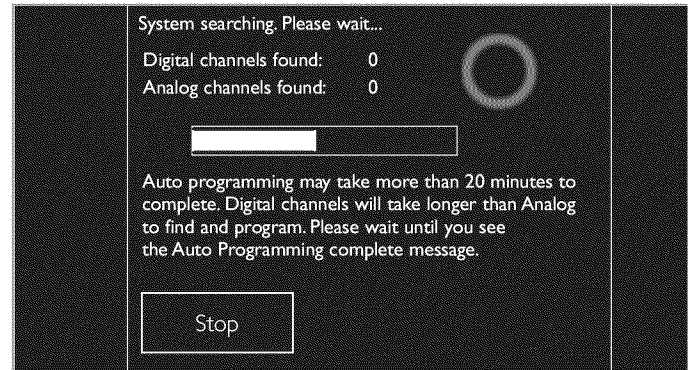 System searching. Please wait...
Digital channels found: 0
Analog channels found: 0
Auto programming may take more than 20 minutes to
complete. Digital channels will take longer than Analog
to find and program. Please wait until you see
the Auto Programming complete message.
Stop